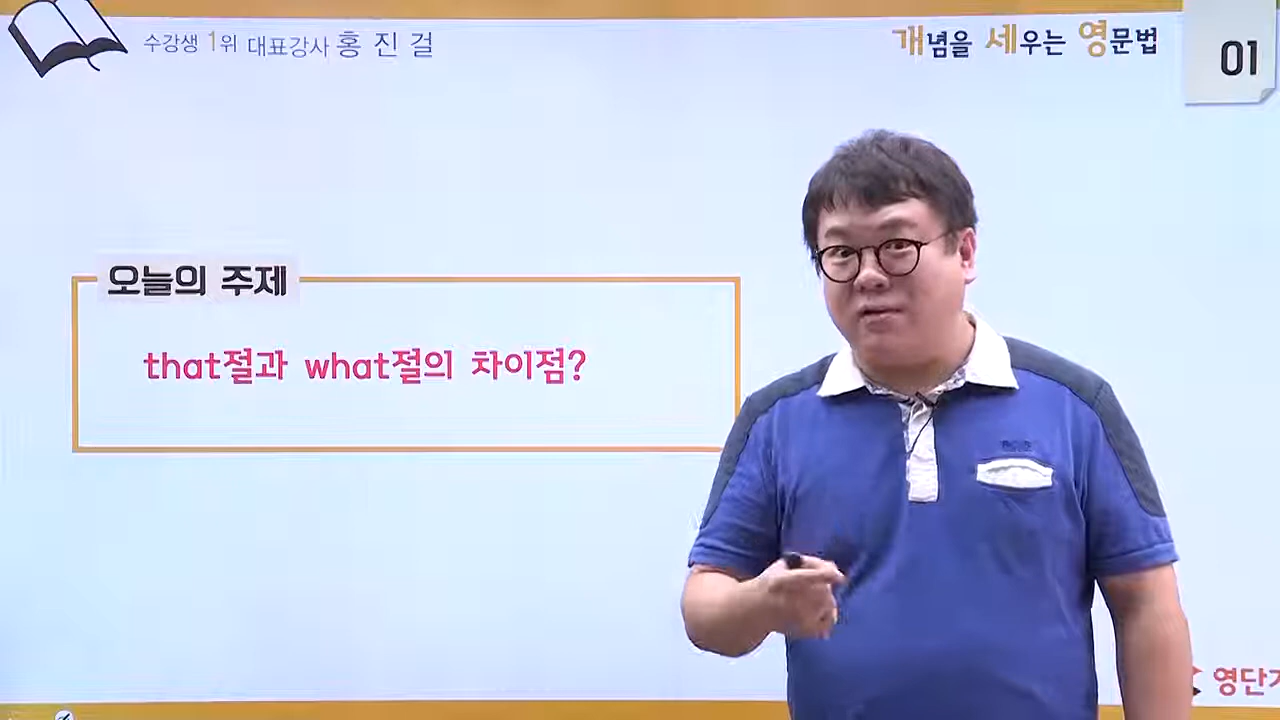 수강생 1위 대표강사 홍진걸
개념을 세우는 영문법
01
오늘의 주제
that절과 what절의 차이점?
영단기